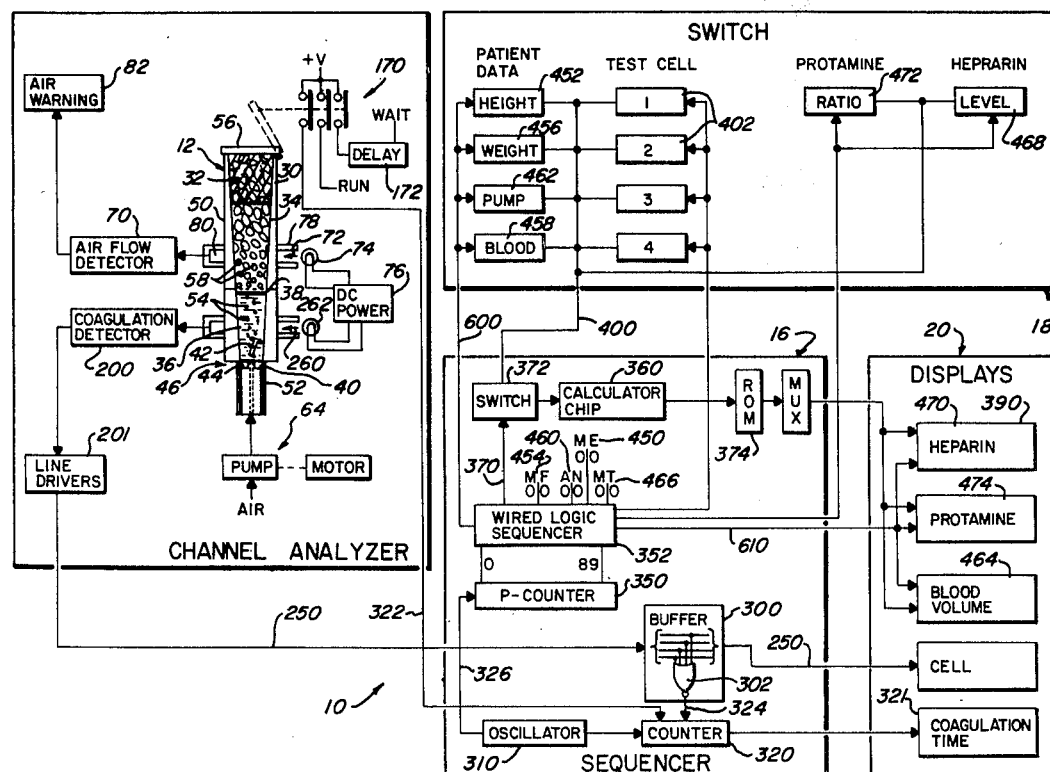 64
SWITCH
82
AIR
WARNING
+V
170
WAIT
56
DELAY
172
RUN
12
32
30
34
50
70
80
78
72
74
AIR FLOW
DETECTOR
58
38
76
DC
POWER
54
262
COAGULATION
DETECTOR
200
36
42
260
46
44
40
52
64
201
LINE
DRIVERS
PUMP
MOTOR
AIR
CHANNEL ANALYZER
322
PATIENT
DATA
TEST CELL
PROTAMINE
HEPRARIN
452
472
HEIGHT
1
RATIO
LEVEL
402
468
456
WEIGHT
2
462
PUMP
3
458
BLOOD
4
600
400
18
16
20
372
360
SWITCH
CALCULATOR
CHIP
ROM
MUX
374
DISPLAYS
470
390
HEPARIN
370
460
M E
00
450
454
M F
00
A N
00
M T
00
466
474
PROTAMINE
WIRED LOGIC
SEQUENCER
352
610
0
89
P-COUNTER
350
464
BLOOD
VOLUME
250
300
BUFFER
302
250
CELL
326
324
10
321
OSCILLATOR
COUNTER
COAGULATION
TIME
310
320
SEQUENCER